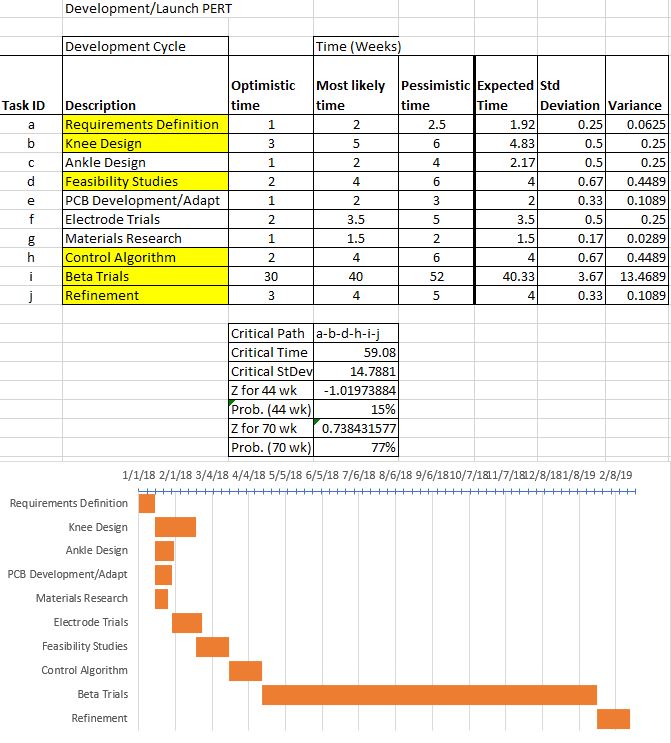 Development/Launch PERT
Development Cycle Time (Weeks)
Task ID Description Optimistic time Most likely time Pessimistic time Expected Time Std Deviation Variance
a Requirements Definition 1 2 2.5 1.92 0.25 0.0625
b Knee Design 3 5 6 4.83 0.5 0.25
c Ankle Design 1 2 4 2.17 0.5 0.25
d Feasibility Studies 2 4 6 4 0.67 0.4489
e PCB Development/Adapt 1 2 3 2 0.33 0.1089
f Electrode Trials 2 3.5 5 3.5 0.5 0.25
g Materials Research 1 1.5 2 1.5 0.17 0.0289
h Control Algorithm 2 4 6 4 0.67 0.4489
i Beta Trials 30 40 52 40.33 3.67 13.4689
j Refinement 3 4 5 4 0.33 0.1089
Critical Path a-b-d-h-i-j
Critical Time 59.08
Critical StDev 14.7881
Z for 44 wk -1.01973884
Prob. (44 wk) 15%
Z for 70 wk 0.738431577
Prob. (70 wk) 77%
1/1/18 2/1/18 3/4/18 4/4/18 5/5/18 6/5/18 7/6/18 8/6/18 9/6/18 10/7/18 11/7/18 12/8/18 1/8/19 2/8/19
Requirements Definition
Knee Design
Ankle Design
PCB Development/Adapt
Materials Research
Electrode Trials
Feasibility Studies
Control Algorithm
Beta Trials
Refinement